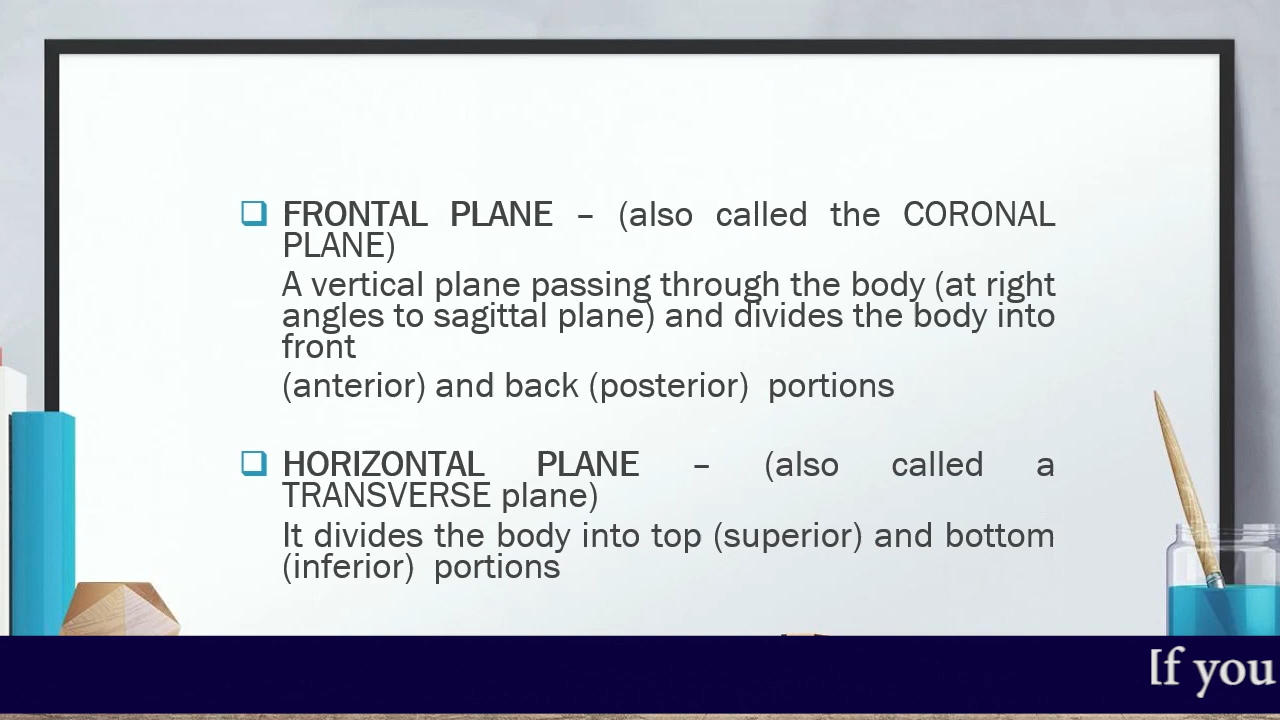 FRONTAL PLANE – (also called the CORONAL
PLANE)
A vertical plane passing through the body (at right
angles to sagittal plane) and divides the body into
front
(anterior) and back (posterior) portions
HORIZONTAL PLANE – (also called a
TRANSVERSE plane)
It divides the body into top (superior) and bottom
(inferior) portions
If you